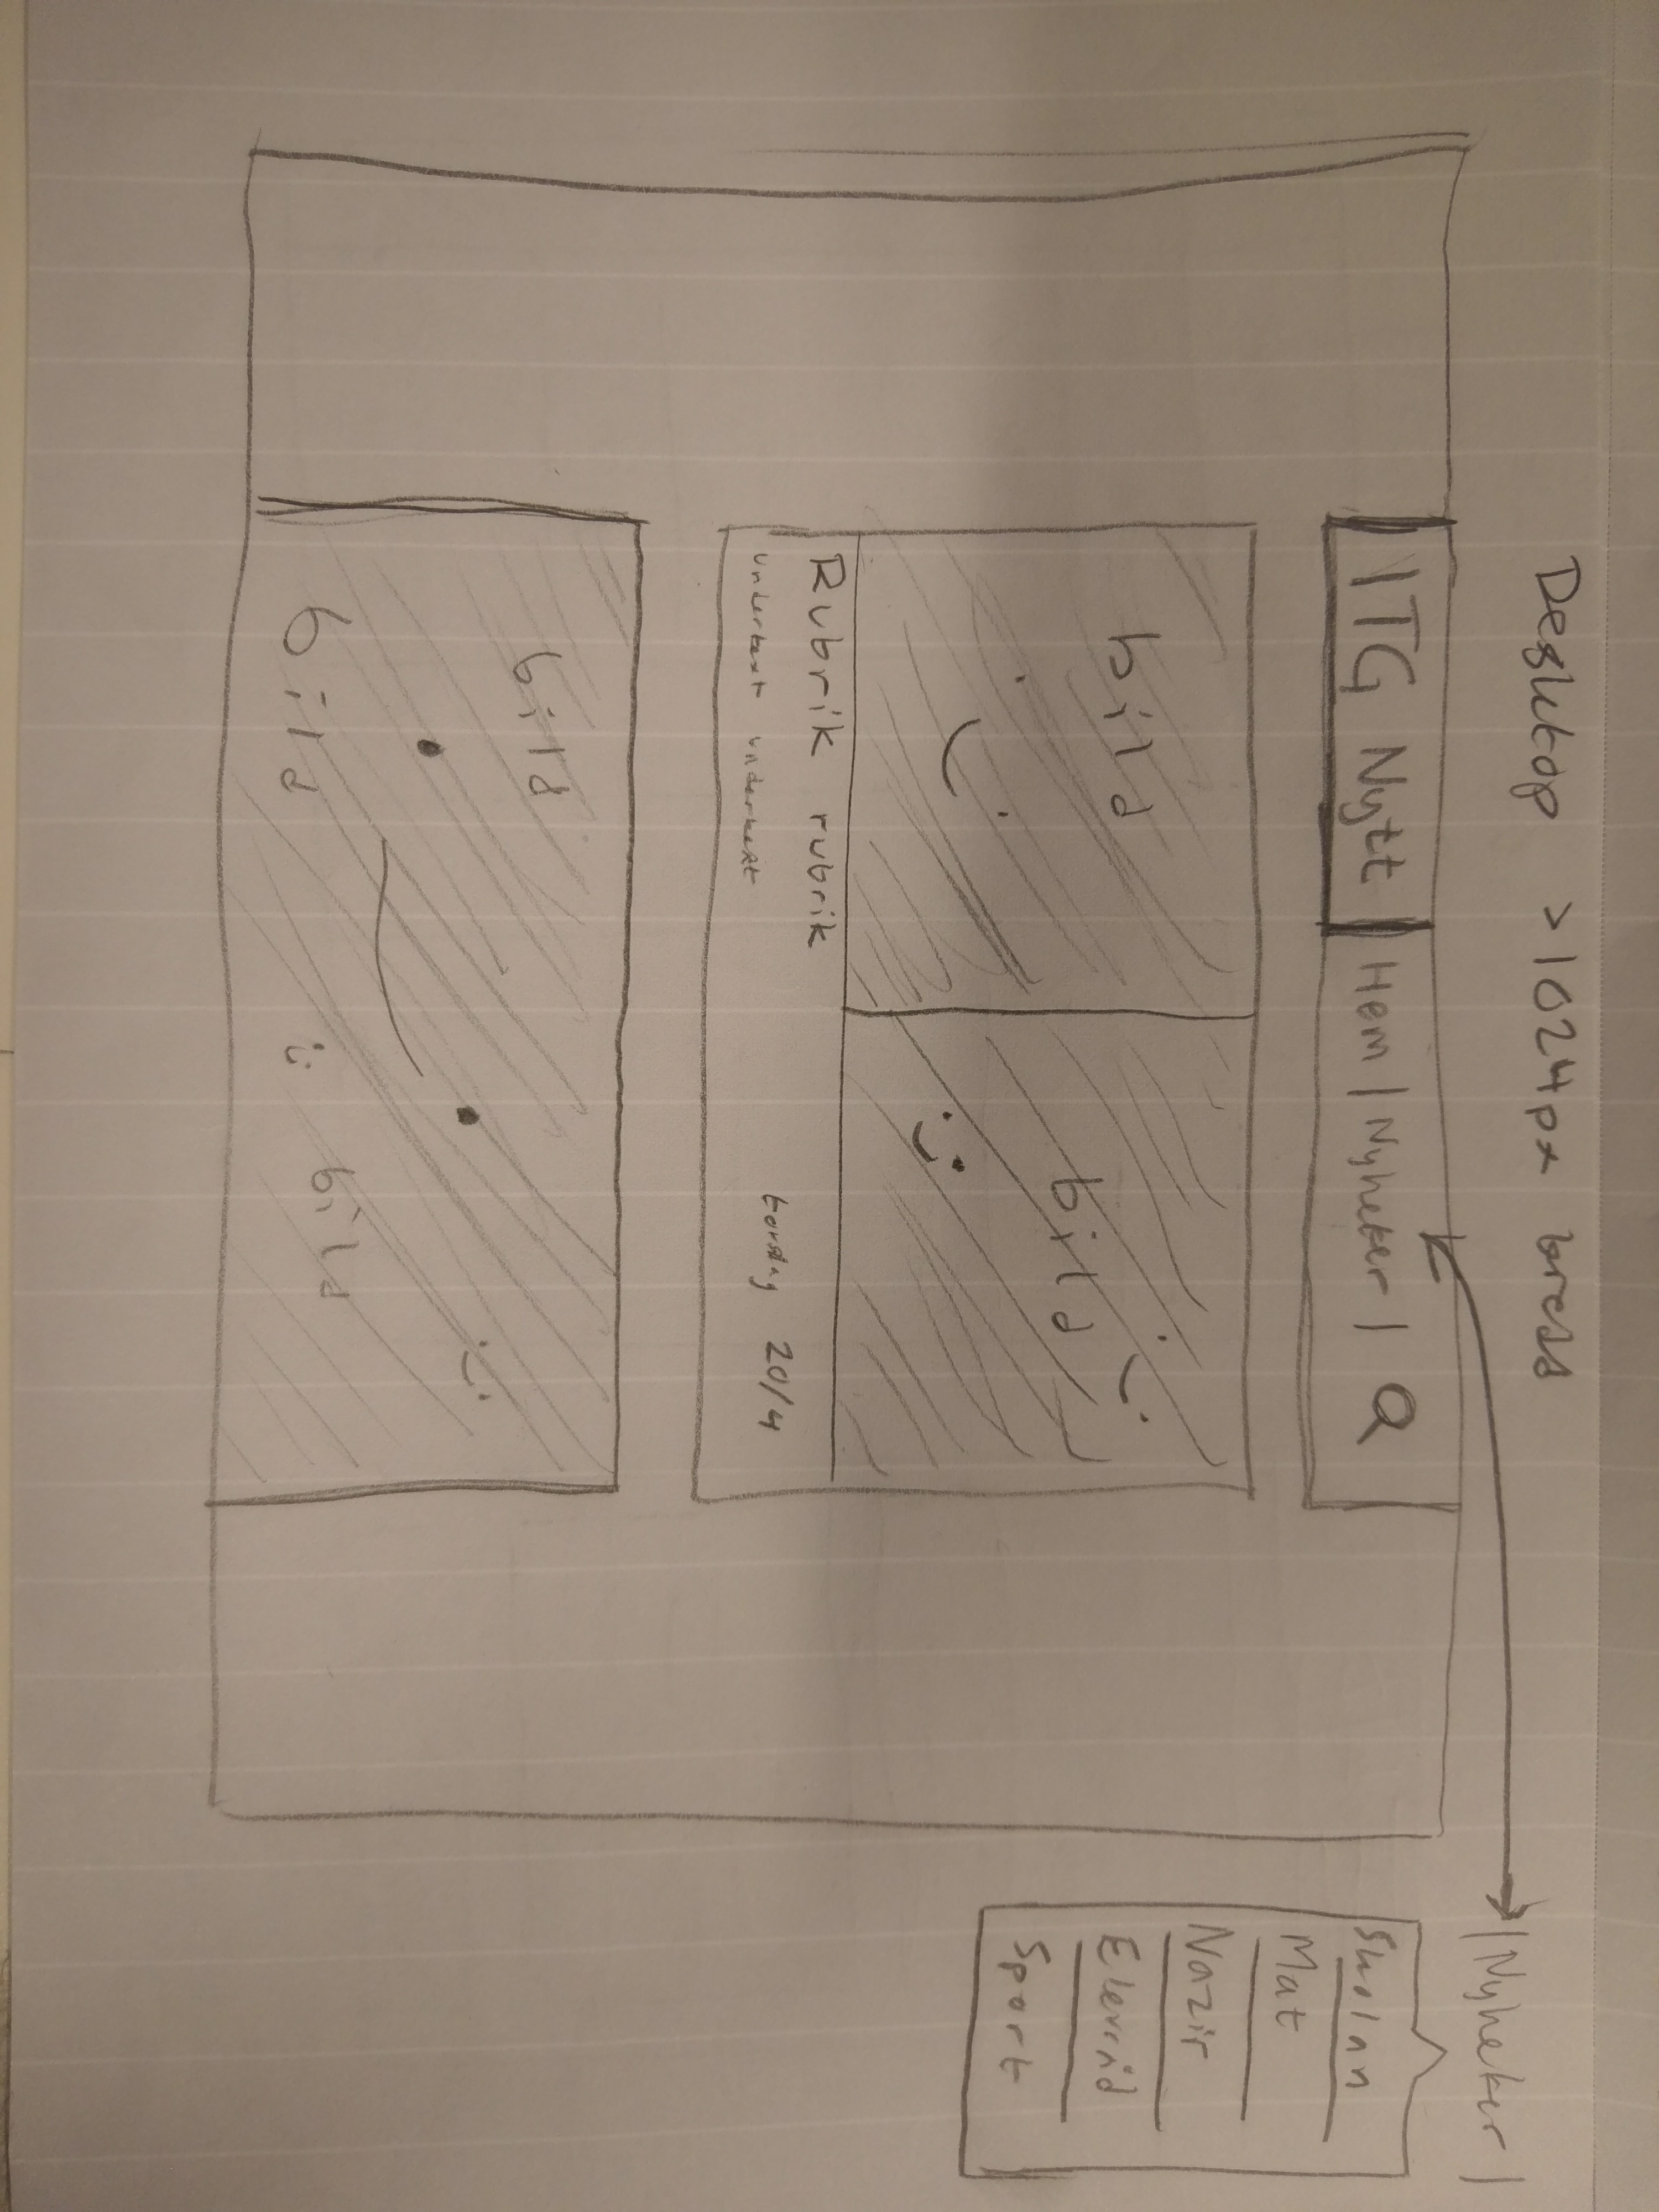 Desktop >1024px bredd
|Nyheter|
ITG Nytt Hem | Nyheter |
Skolan
Mat
Nazir
Elevråd
Sport
bild
bild
Rubrik rubrik
undertext undertext
torsdag 20/4
bild
bild
bild